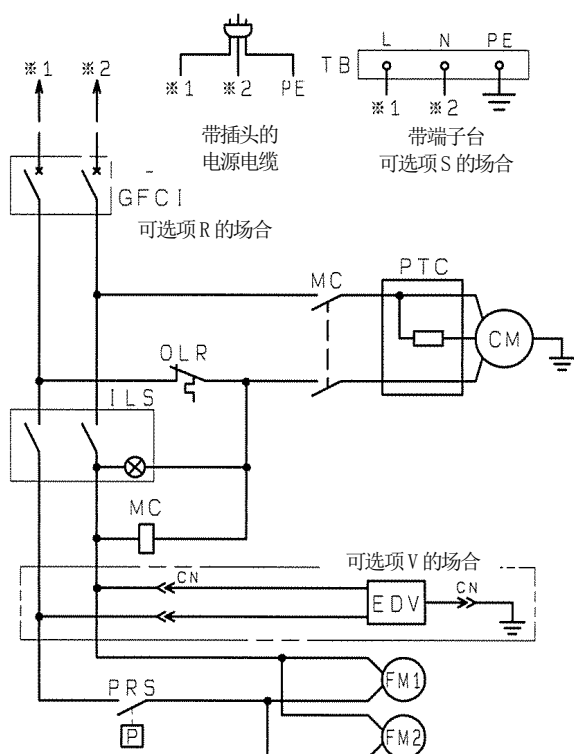 L N PE
TB
※1 ※2
※1 ※2 PE
※1 ※2
带插头的
电源电缆
带端子台
可选项S的场合
GFCI
可选项R的场合
MC
PTC
CM
OLR
ILS
MC
可选项V的场合
CN
EDV
CN
PRS
P
FM1
FM2